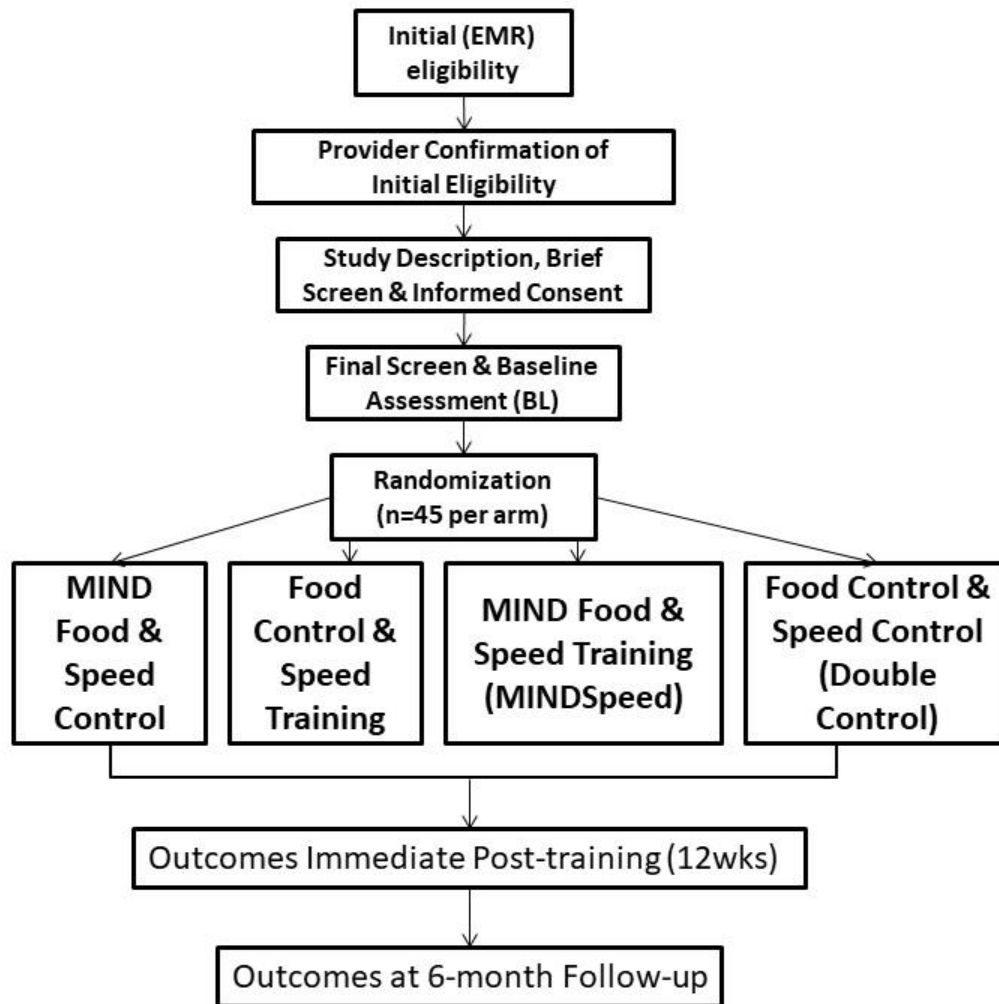 Initial (EMR)
eligibility
Provider Confirmation of
Initial Eligibility
Study Description, Brief
Screen & Informed Consent
Final Screen & Baseline
Assessment (BL)
Randomization
(n=45 per arm)
MIND
Food &
Speed
Control
Food
Control &
Speed
Training
MIND Food &
Speed Training
(MINDSpeed)
Food Control &
Speed Control
(Double
Control)
Outcomes Immediate Post-training (12wks)
Outcomes at 6-month Follow-up